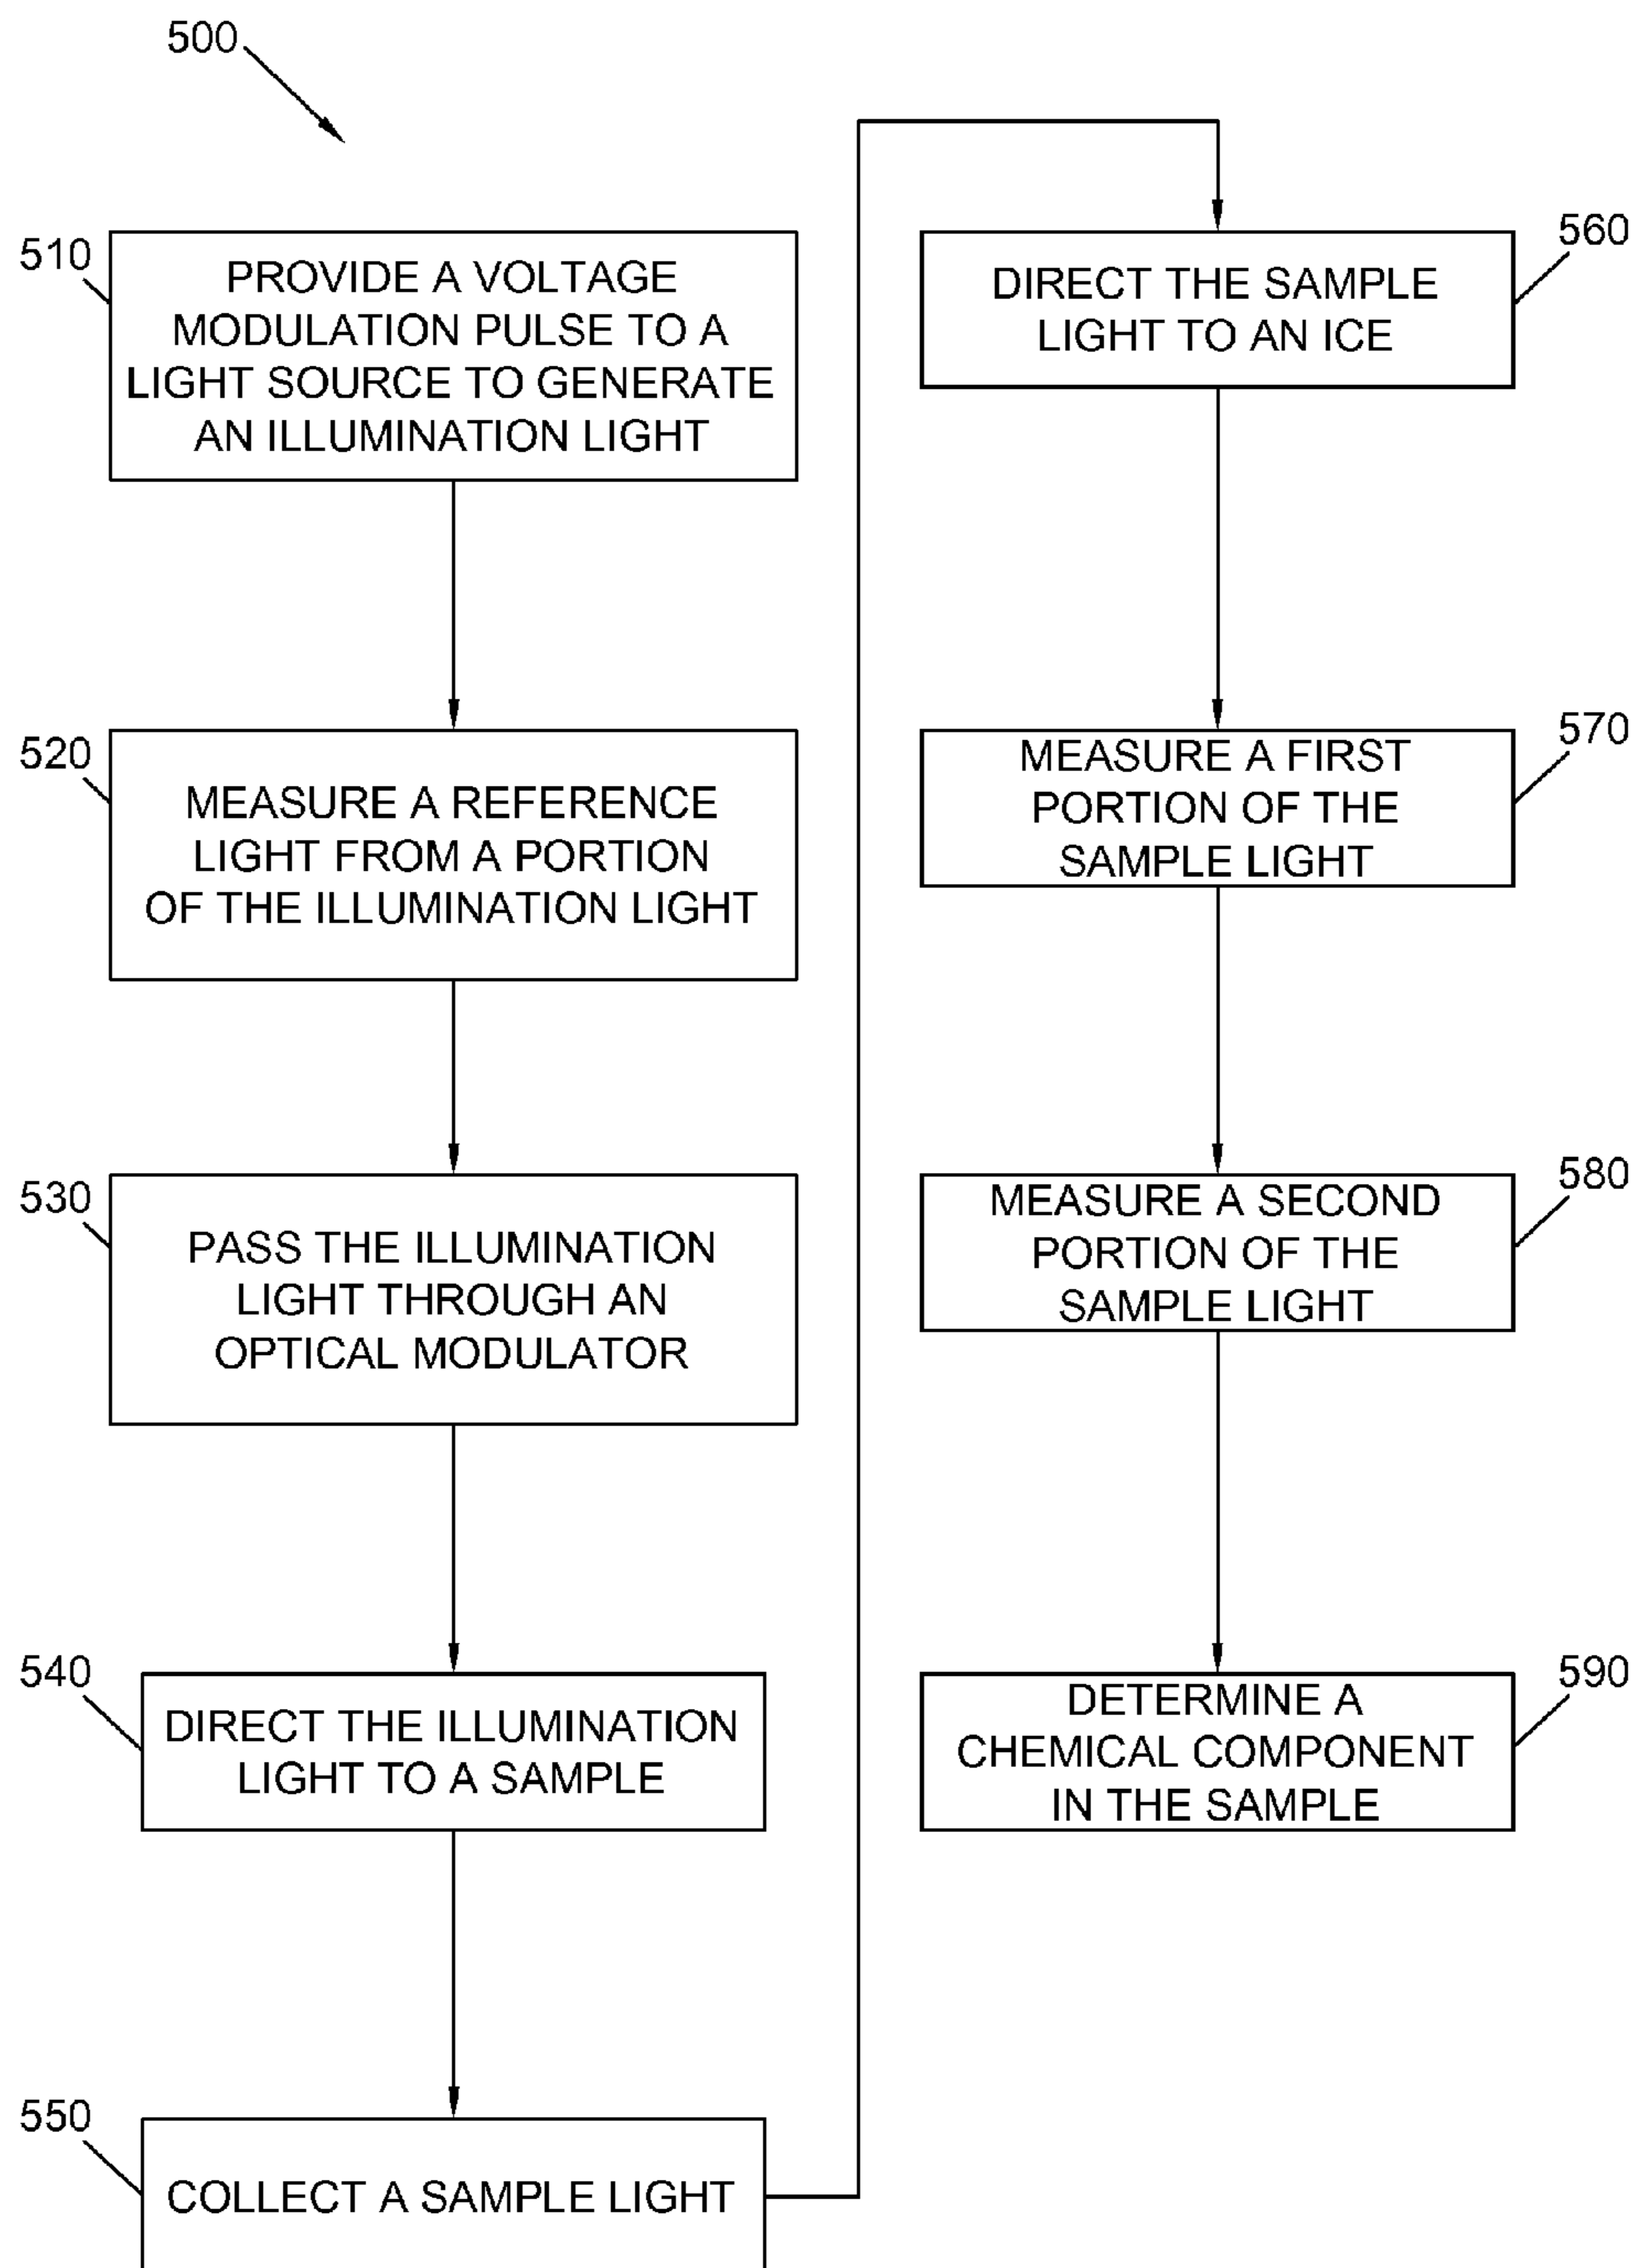 500
510
PROVIDE A VOLTAGE
MODULATION PULSE TO A
LIGHT SOURCE TO GENERATE
AN ILLUMINATION LIGHT
520
MEASURE A REFERENCE
LIGHT FROM A PORTION
OF THE ILLUMINATION LIGHT
530
PASS THE ILLUMINATION
LIGHT THROUGH AN
OPTICAL MODULATOR
540
DIRECT THE ILLUMINATION
LIGHT TO A SAMPLE
550
COLLECT A SAMPLE LIGHT
560
DIRECT THE SAMPLE
LIGHT TO AN ICE
570
MEASURE A FIRST
PORTION OF THE
SAMPLE LIGHT
580
MEASURE A SECOND
PORTION OF THE
SAMPLE LIGHT
590
DETERMINE A
CHEMICAL COMPONENT
IN THE SAMPLE